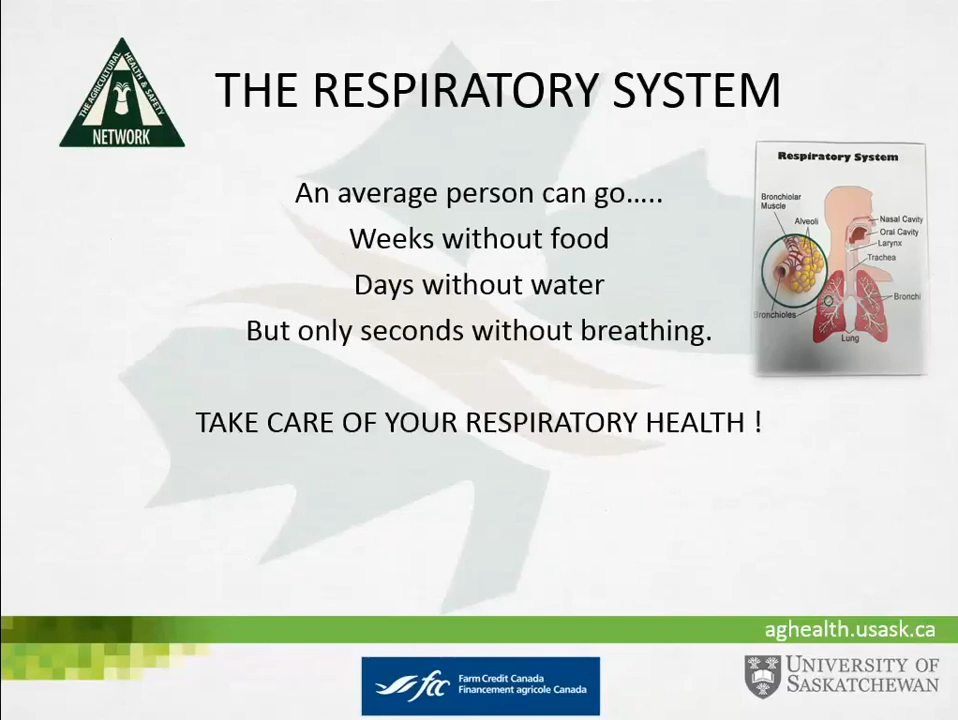 THE AGRICULTURAL HEALTH & SAFETY
NETWORK
THE RESPIRATORY SYSTEM
An average person can go…..
Weeks without food
Days without water
But only seconds without breathing.
TAKE CARE OF YOUR RESPIRATORY HEALTH !
Respiratory System
Bronchiolar
Muscle
Alveoli
Nasal Cavity
Oral Cavity
Larynx
Trachea
Bronchi
Bronchioles
Lung
aghealth.usask.ca
fcc
Farm Credit Canada
Financement agricole Canada
UNIVERSITY OF
SASKATCHEWAN